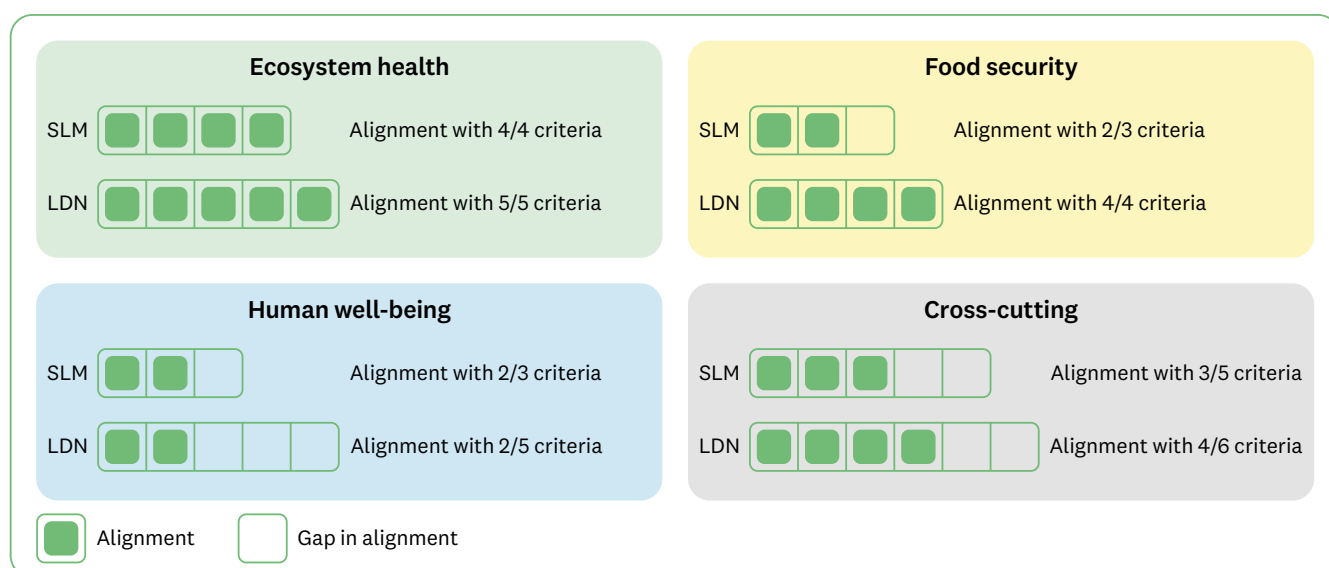 Ecosystem health
SLM Alignment with 4/4 criteria
LDN Alignment with 5/5 criteria
Food security
SLM Alignment with 2/3 criteria
LDN Alignment with 4/4 criteria
Human well-being
SLM Alignment with 2/3 criteria
LDN Alignment with 2/5 criteria
Cross-cutting
SLM Alignment with 3/5 criteria
LDN Alignment with 4/6 criteria
Alignment Gap in alignment